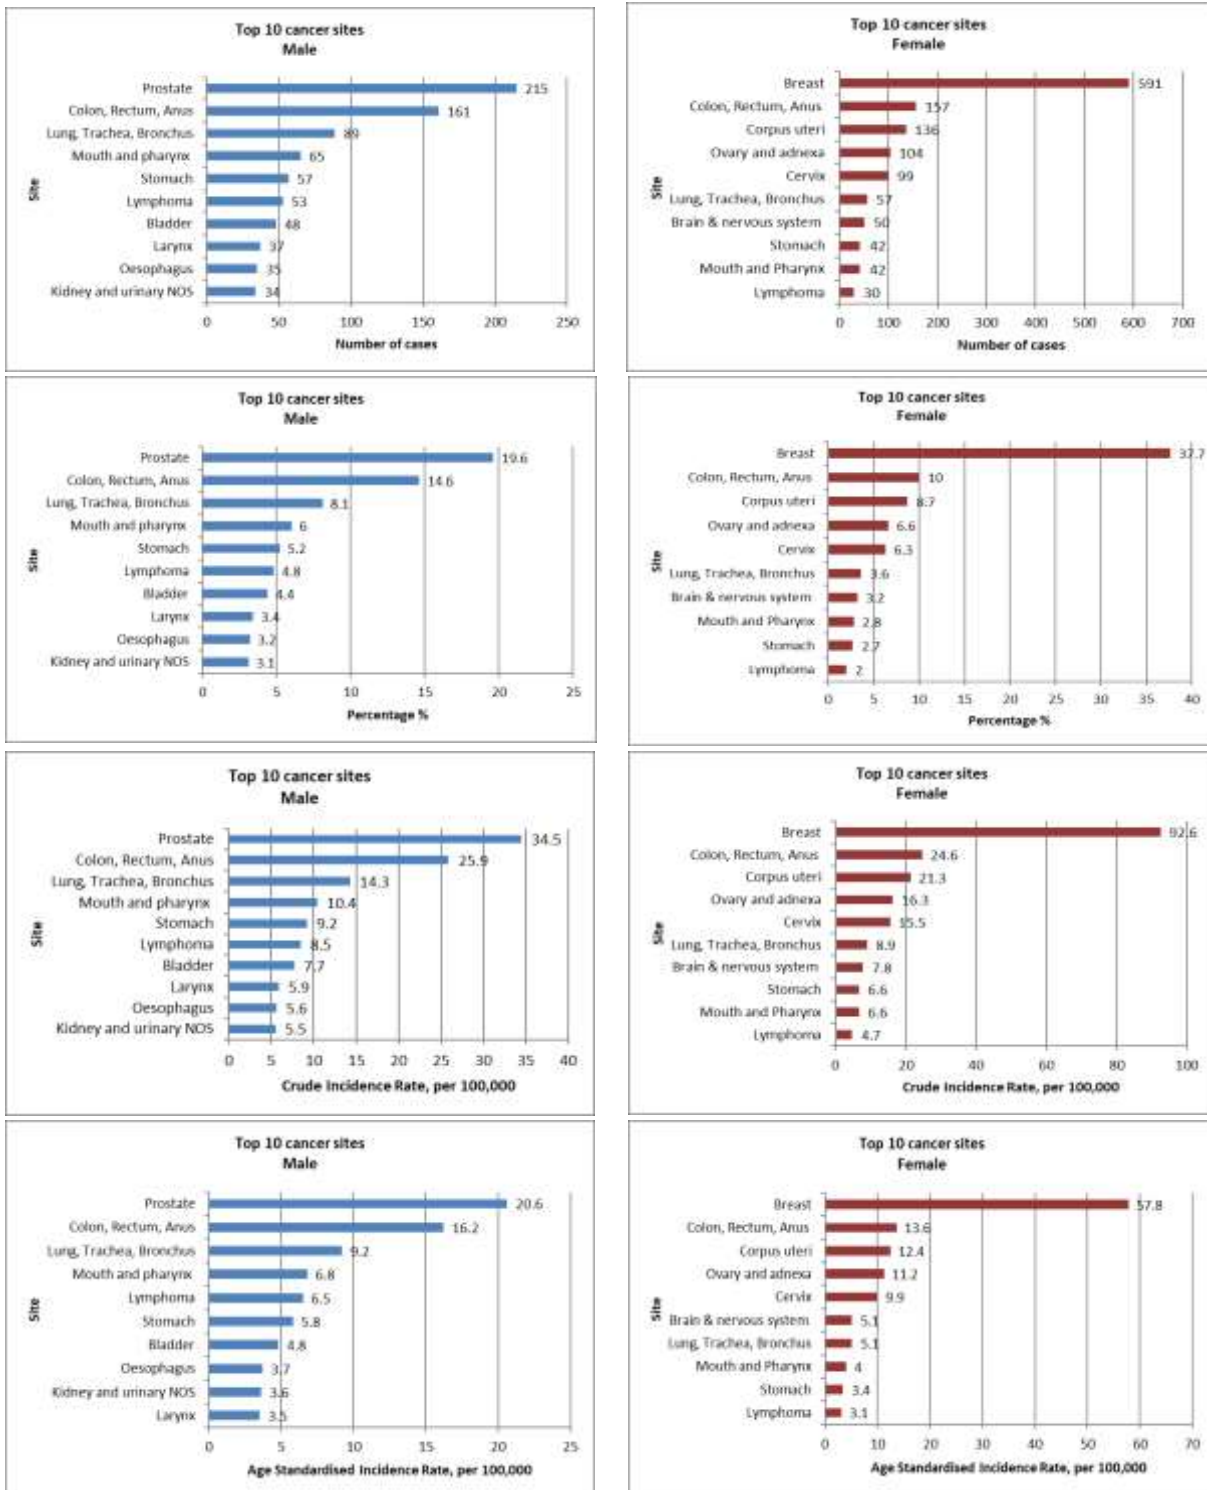 Top 10 cancer sites
Male
Site
Prostate 215
Colon, Rectum, Anus 161
Lung, Trachea, Bronchus 89
Mouth and pharynx 65
Stomach 57
Lymphoma 53
Bladder 48
Larynx 37
Oesophagus 35
Kidney and urinary NOS 34
0 50 100 150 200 250
Number of cases
Top 10 cancer sites
Female
Site
Breast 591
Colon, Rectum, Anus 157
Corpus uteri 136
Ovary and adnexa 104
Cervix 99
Lung, Trachea, Bronchus 57
Brain & nervous system 50
Stomach 42
Mouth and Pharynx 42
Lymphoma 30
0 100 200 300 400 500 600 700
Number of cases
Top 10 cancer sites
Male
Site
Prostate 19.6
Colon, Rectum, Anus 14.6
Lung, Trachea, Bronchus 8.1
Mouth and pharynx 6
Stomach 5.2
Lymphoma 4.8
Bladder 4.4
Larynx 3.4
Oesophagus 3.2
Kidney and urinary NOS 3.1
0 5 10 15 20 25
Percentage %
Top 10 cancer sites
Female
Site
Breast 37.7
Colon, Rectum, Anus 10
Corpus uteri 8.7
Ovary and adnexa 6.6
Cervix 6.3
Lung, Trachea, Bronchus 3.6
Brain & nervous system 3.2
Mouth and Pharynx 2.8
Stomach 2.7
Lymphoma 2
0 5 10 15 20 25 30 35 40
Percentage %
Top 10 cancer sites
Male
Site
Prostate 34.5
Colon, Rectum, Anus 25.9
Lung, Trachea, Bronchus 14.3
Mouth and pharynx 10.4
Stomach 9.2
Lymphoma 8.5
Bladder 7.7
Larynx 5.9
Oesophagus 5.6
Kidney and urinary NOS 5.5
0 5 10 15 20 25 30 35 40
Crude Incidence Rate, per 100,000
Top 10 cancer sites
Female
Site
Breast 92.6
Colon, Rectum, Anus 24.6
Corpus uteri 21.3
Ovary and adnexa 16.3
Cervix 15.5
Lung, Trachea, Bronchus 8.9
Brain & nervous system 7.8
Stomach 6.6
Mouth and Pharynx 6.6
Lymphoma 4.7
0 20 40 60 80 100
Crude Incidence Rate, per 100,000
Top 10 cancer sites
Male
Site
Prostate 20.6
Colon, Rectum, Anus 16.2
Lung, Trachea, Bronchus 9.2
Mouth and pharynx 6.8
Lymphoma 6.5
Stomach 5.8
Bladder 4.8
Oesophagus 3.7
Kidney and urinary NOS 3.6
Larynx 3.5
0 5 10 15 20 25
Age Standardised Incidence Rate, per 100,000
Top 10 cancer sites
Female
Site
Breast 57.8
Colon, Rectum, Anus 13.6
Corpus uteri 12.4
Ovary and adnexa 11.2
Cervix 9.9
Brain & nervous system 5.1
Lung, Trachea, Bronchus 5.1
Mouth and Pharynx 4
Stomach 3.4
Lymphoma 3.1
0 10 20 30 40 50 60 70
Age Standardised Incidence Rate, per 100,000